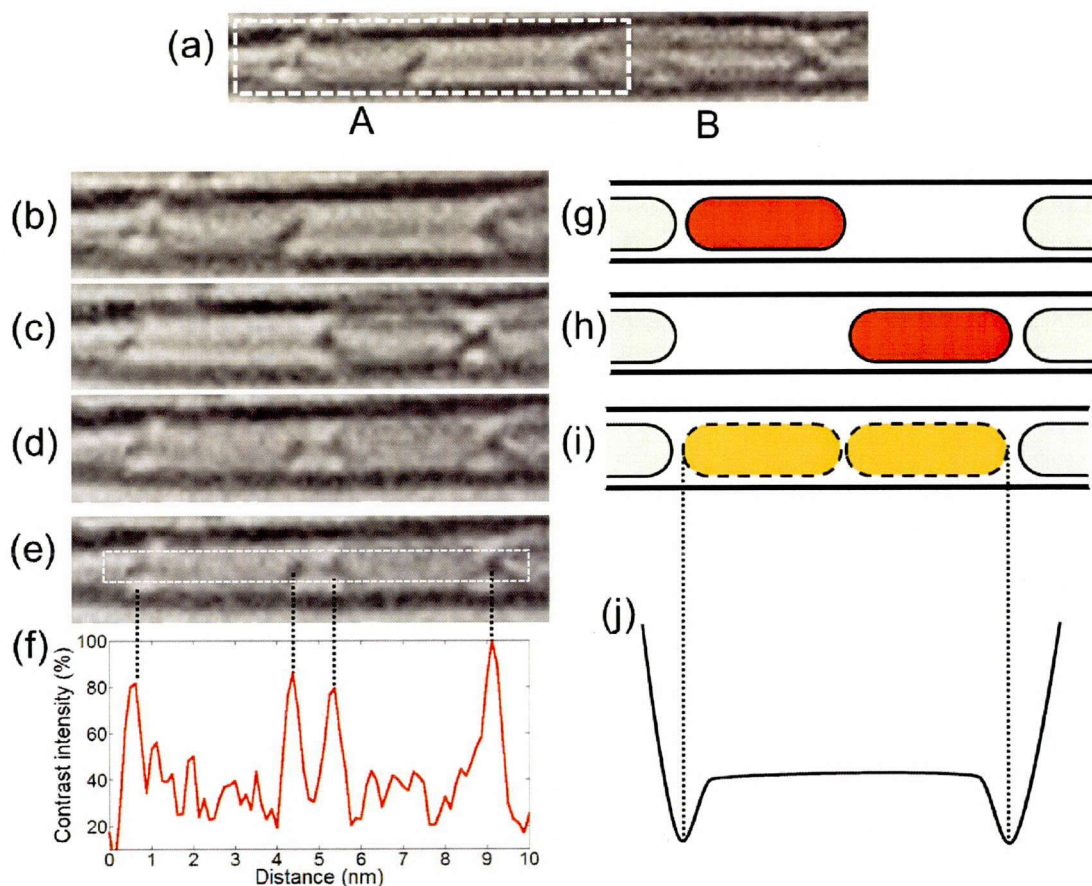 (a)
A
B
(b)
(c)
(d)
(e)
(f)
100
80
60
40
20
Contrast intensity (%)
0 1 2 3 4 5 6 7 8 9 10
Distance (nm)
(g)
(h)
(i)
(j)